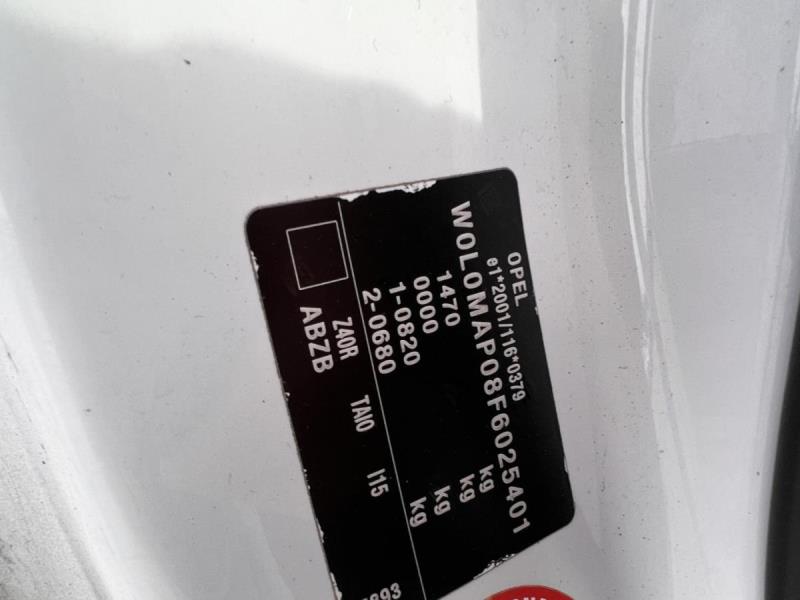 OPEL
e1*2001/116*0379
W0L0MAP08F6025401
1470 kg
0000 kg
1-0820 kg
2-0680 kg
Z40R TAI0 I15
ABZB